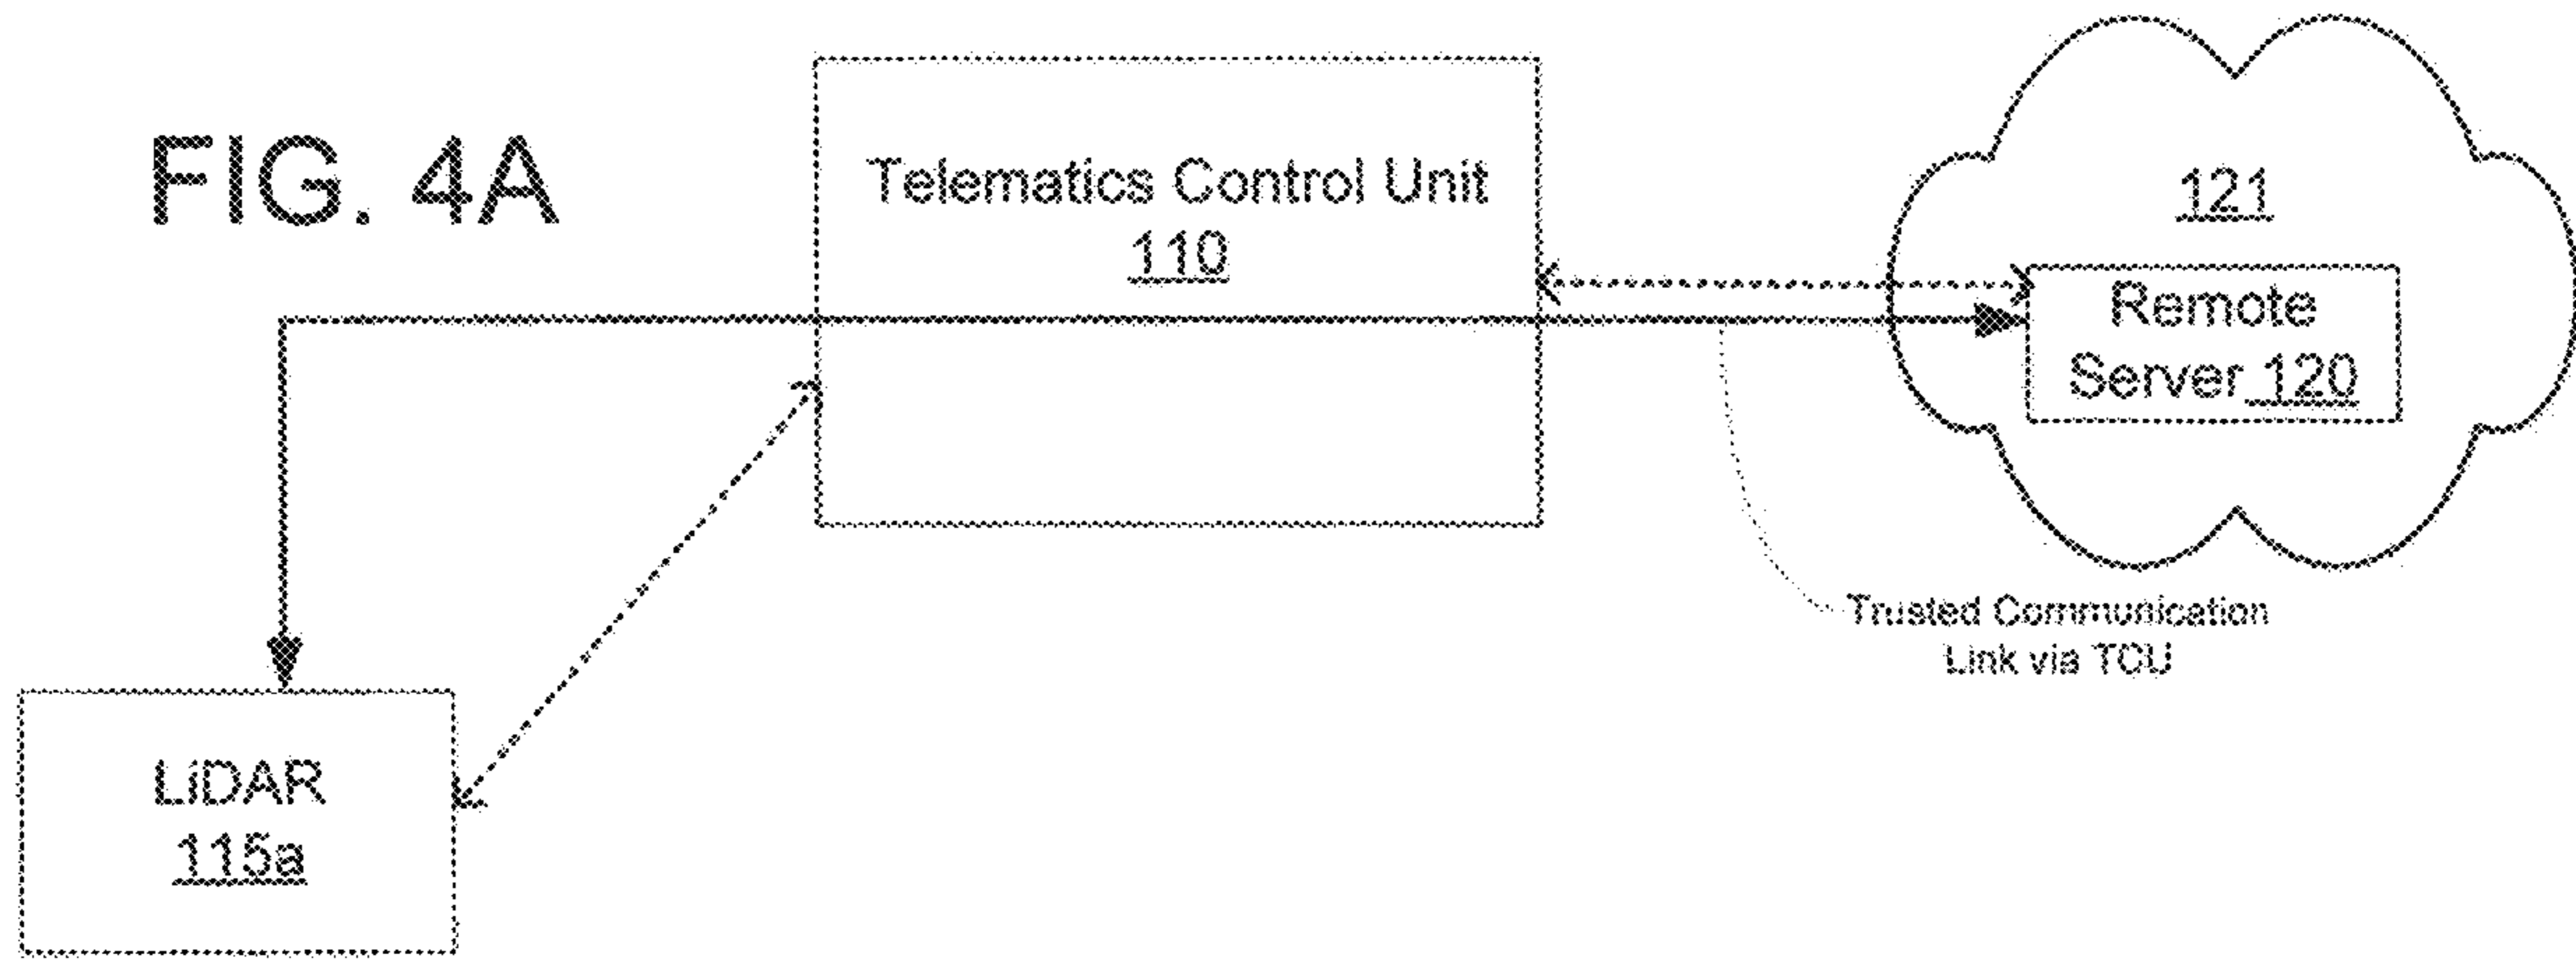 FIG. 4A
Telematics Control Unit
110
121
Remote
Server 120
Trusted Communication
Link via TCU
LiDAR
115a